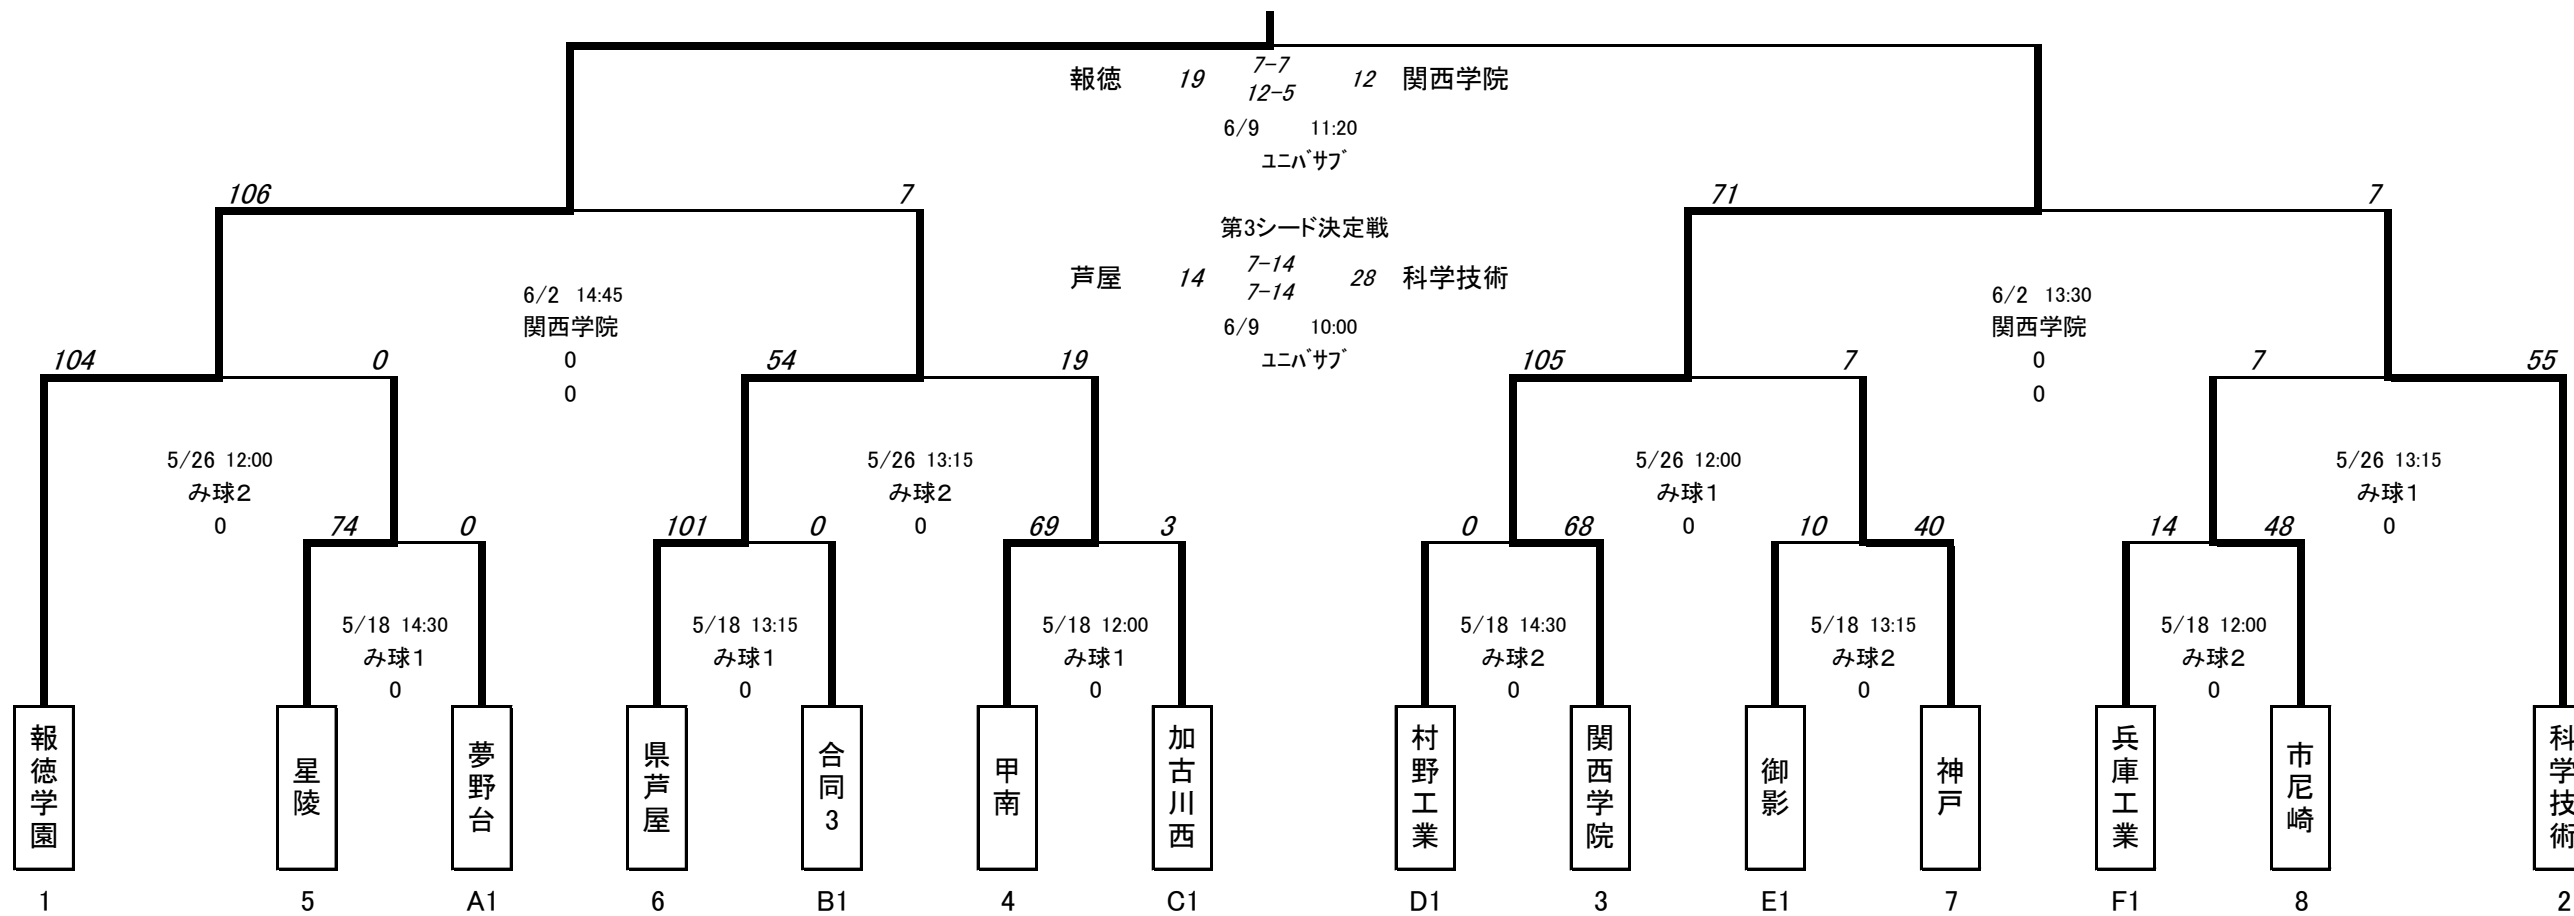 報徳 19 7-7 12 関西学院
12-5
6/9 11:20
ユニバサブ
106 7 71 7
第3シード決定戦
芦屋 14 7-14 28 科学技術
7-14
6/9 10:00
ユニバサブ
6/2 14:45 6/2 13:30
関西学院 関西学院
104 0 0 54 19 105 7 0 7 55
0 0
5/26 12:00 5/26 13:15 5/26 12:00 5/26 13:15
み球2 み球2 み球1 み球1
0 74 0 101 0 0 69 3 0 68 0 10 40 14 48 0
5/18 14:30 5/18 13:15 5/18 12:00 5/18 14:30 5/18 13:15 5/18 12:00
み球1 み球1 み球1 み球2 み球2 み球2
0 0 0 0 0 0
報徳学園
星陵
夢野台
県芦屋
合同3
甲南
加古川西
村野工業
関西学院
御影
神戸
兵庫工業
市尼崎
科学技術
1 5 A1 6 B1 4 C1 D1 3 E1 7 F1 8 2